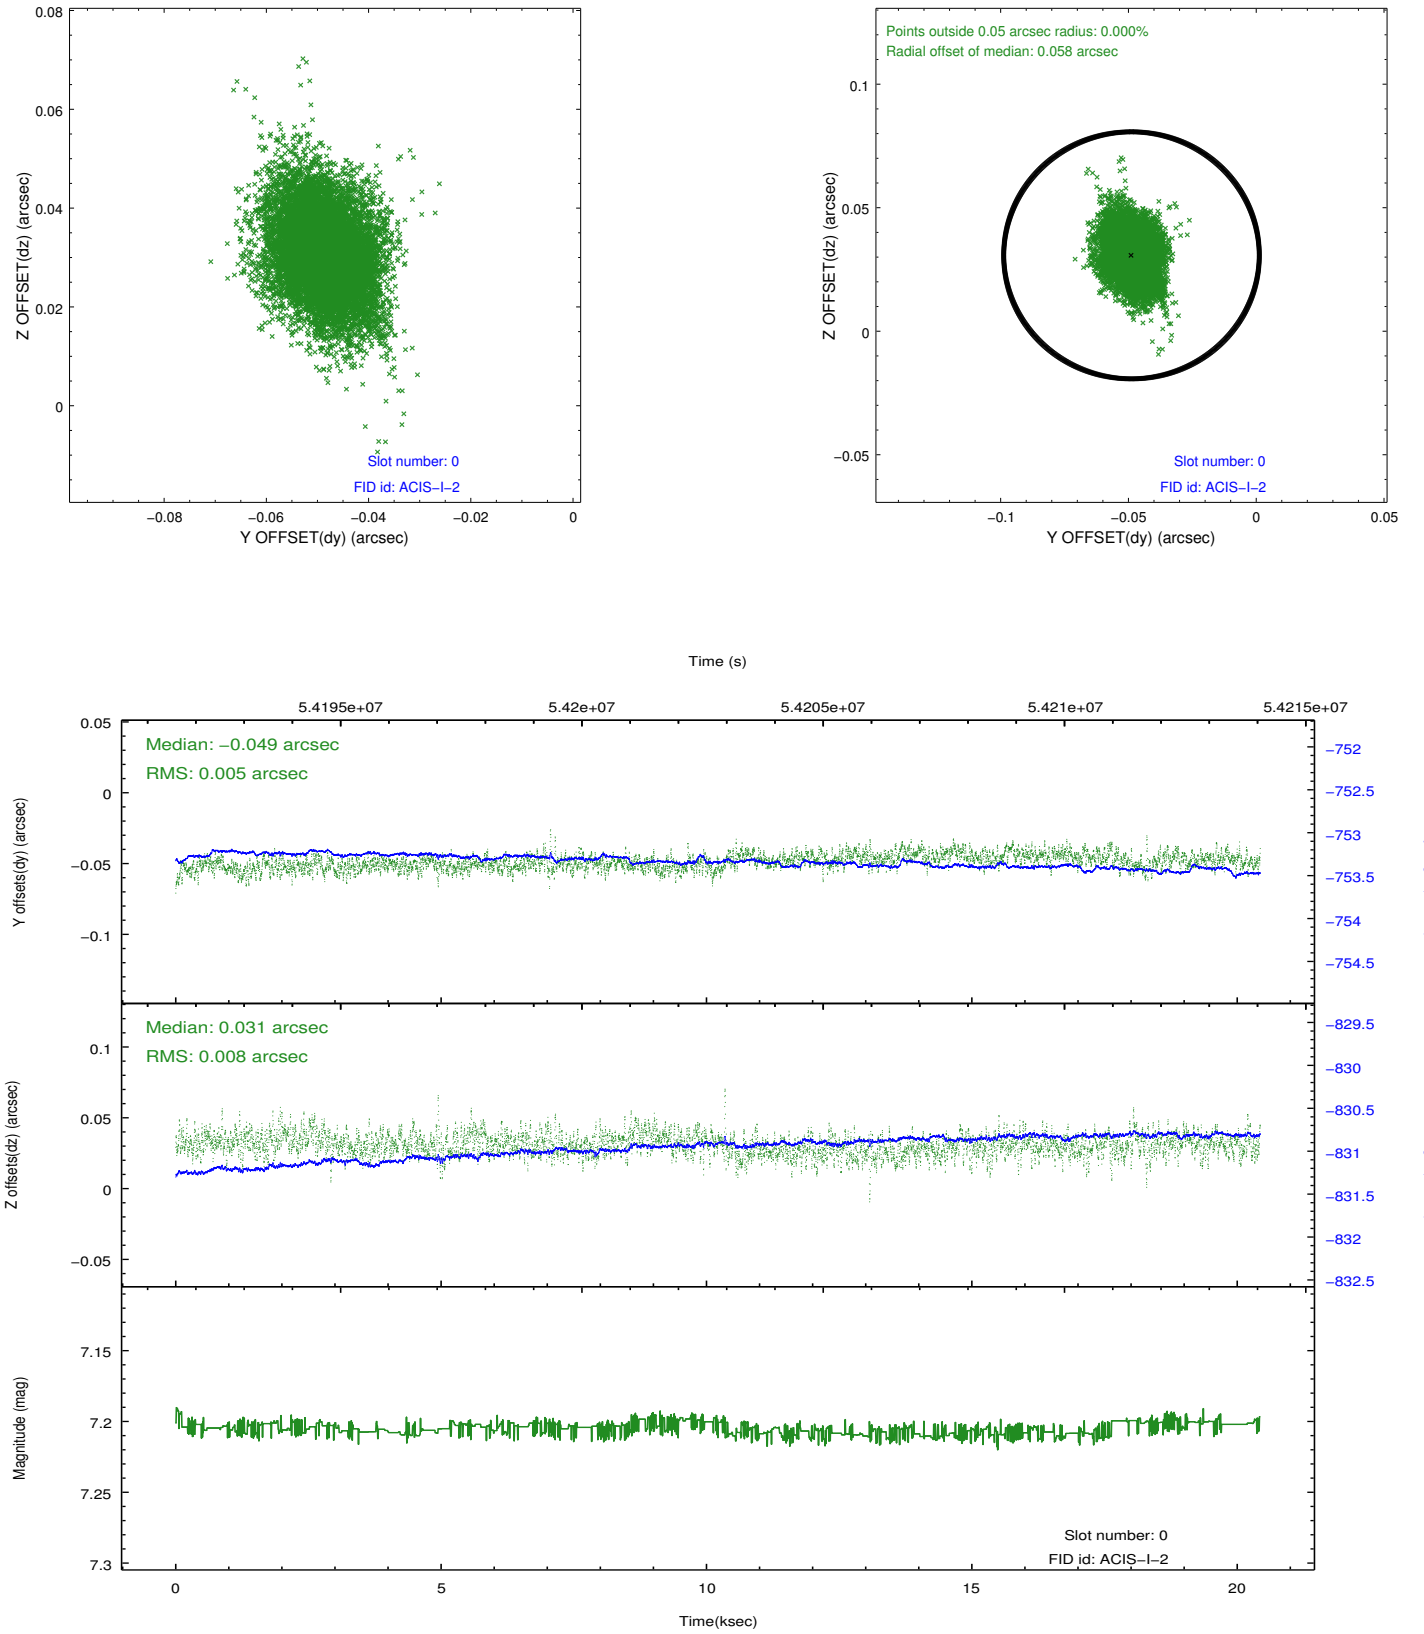 0.08
0.06
0.04
0.02
0
Z OFFSET(dz) (arcsec)
Slot number: 0
FID id: ACIS−I−2
−0.08 −0.06 −0.04 −0.02 0
Y OFFSET(dy) (arcsec)
Points outside 0.05 arcsec radius: 0.000%
Radial offset of median: 0.058 arcsec
0.1
0.05
0
−0.05
Z OFFSET(dz) (arcsec)
Slot number: 0
FID id: ACIS−I−2
−0.1 −0.05 0 0.05
Y OFFSET(dy) (arcsec)
Time (s)
5.4195e+07 5.42e+07 5.4205e+07 5.421e+07 5.4215e+07
0.05
0
−0.05
−0.1
Y offsets(dy) (arcsec)
Median: −0.049 arcsec
RMS: 0.005 arcsec
−752
−752.5
−753
−753.5
−754
−754.5
0.1
0.05
0
−0.05
Z offsets(dz) (arcsec)
Median: 0.031 arcsec
RMS: 0.008 arcsec
−829.5
−830
−830.5
−831
−831.5
−832
−832.5
7.15
7.2
7.25
7.3
Magnitude (mag)
Slot number: 0
FID id: ACIS−I−2
0 5 10 15 20
Time(ksec)